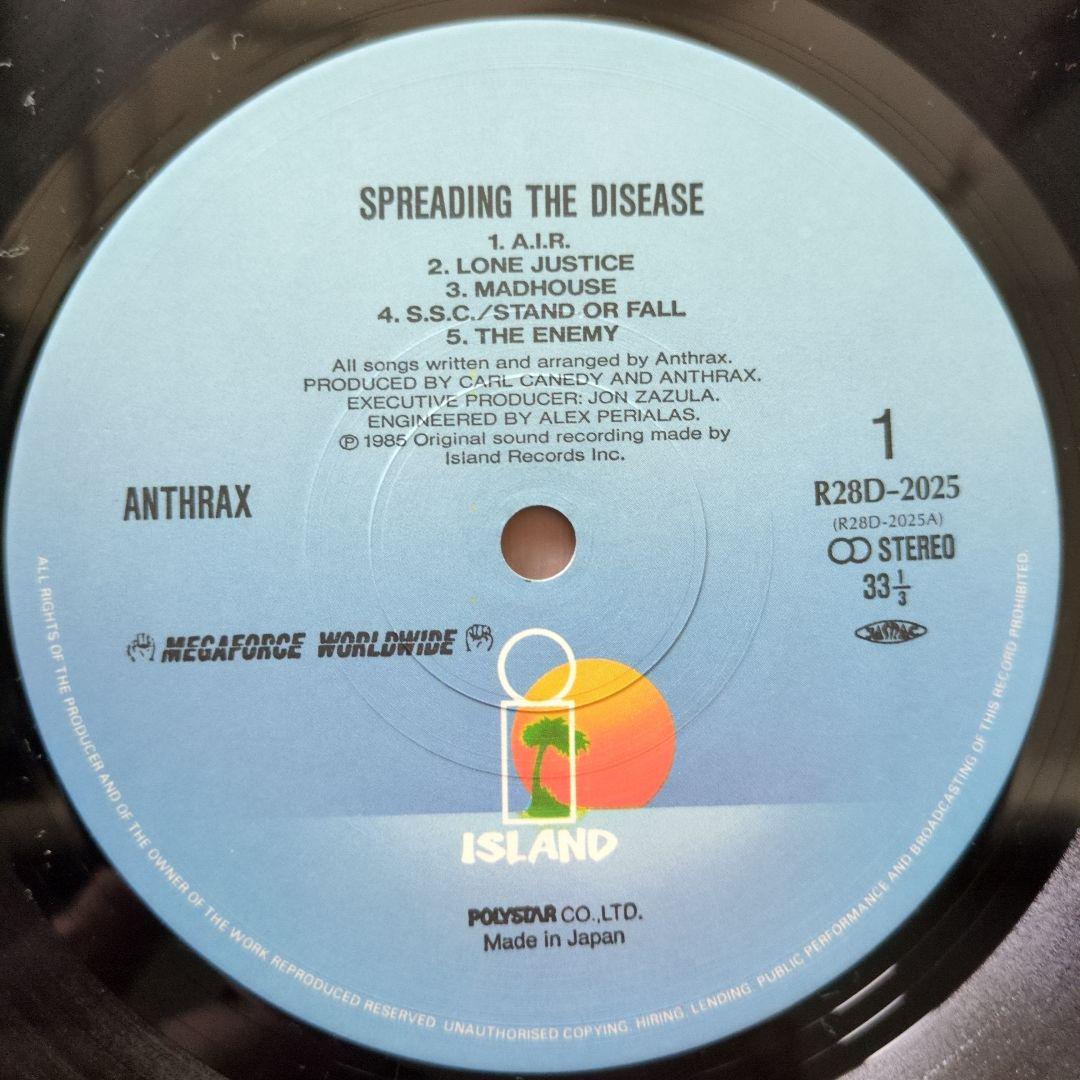 SPREADING THE DISEASE
1. A.I.R.
2. LONE JUSTICE
3. MADHOUSE
4. S.S.C./STAND OR FALL
5. THE ENEMY
All songs written and arranged by Anthrax.
PRODUCED BY CARL CANEDY AND ANTHRAX.
EXECUTIVE PRODUCER: JON ZAZULA.
ENGINEERED BY ALEX PERIALAS.
℗ 1985 Original sound recording made by
Island Records Inc.
ANTHRAX
1
R28D-2025
(R28D-2025A)
STEREO
33 1/3
JASRAC
MEGAFORCE WORLDWIDE
ISLAND
POLYSTAR CO.,LTD.
Made in Japan
ALL RIGHTS OF THE PRODUCER AND OF THE OWNER OF THE WORK REPRODUCED RESERVED. UNAUTHORISED COPYING, HIRING, LENDING, PUBLIC PERFORMANCE AND BROADCASTING OF THIS RECORD PROHIBITED.